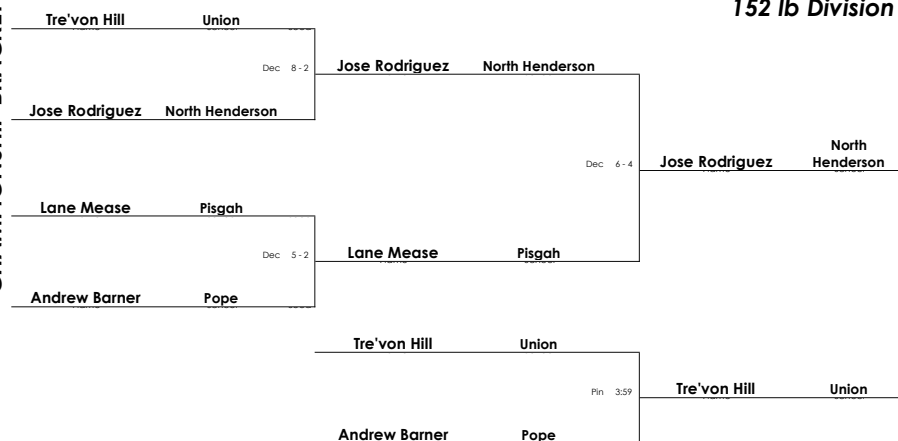 152 lb Division
Tre'von Hill Union
Dec 8 - 2
Jose Rodriguez North Henderson
Jose Rodriguez North Henderson
Dec 6 - 4
Jose Rodriguez North Henderson
Lane Mease Pisgah
Dec 5 - 2
Lane Mease Pisgah
Andrew Barner Pope
Tre'von Hill Union
Pin 3:59
Tre'von Hill Union
Andrew Barner Pope